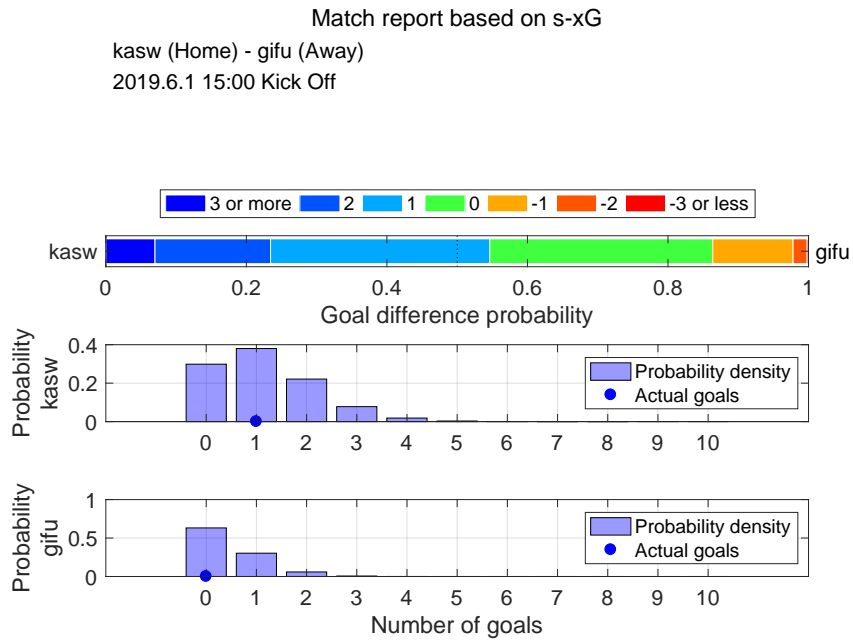 Match report based on s-xG
kasw (Home) - gifu (Away)
2019.6.1 15:00 Kick Off
3 or more 2 1 0 -1 -2 -3 or less
kasw gifu
0 0.2 0.4 0.6 0.8 1
Goal difference probability
Probability
kasw
0.4
0.2
0
Probability density
Actual goals
0 1 2 3 4 5 6 7 8 9 10
Probability
gifu
1
0.5
0
Probability density
Actual goals
0 1 2 3 4 5 6 7 8 9 10
Number of goals